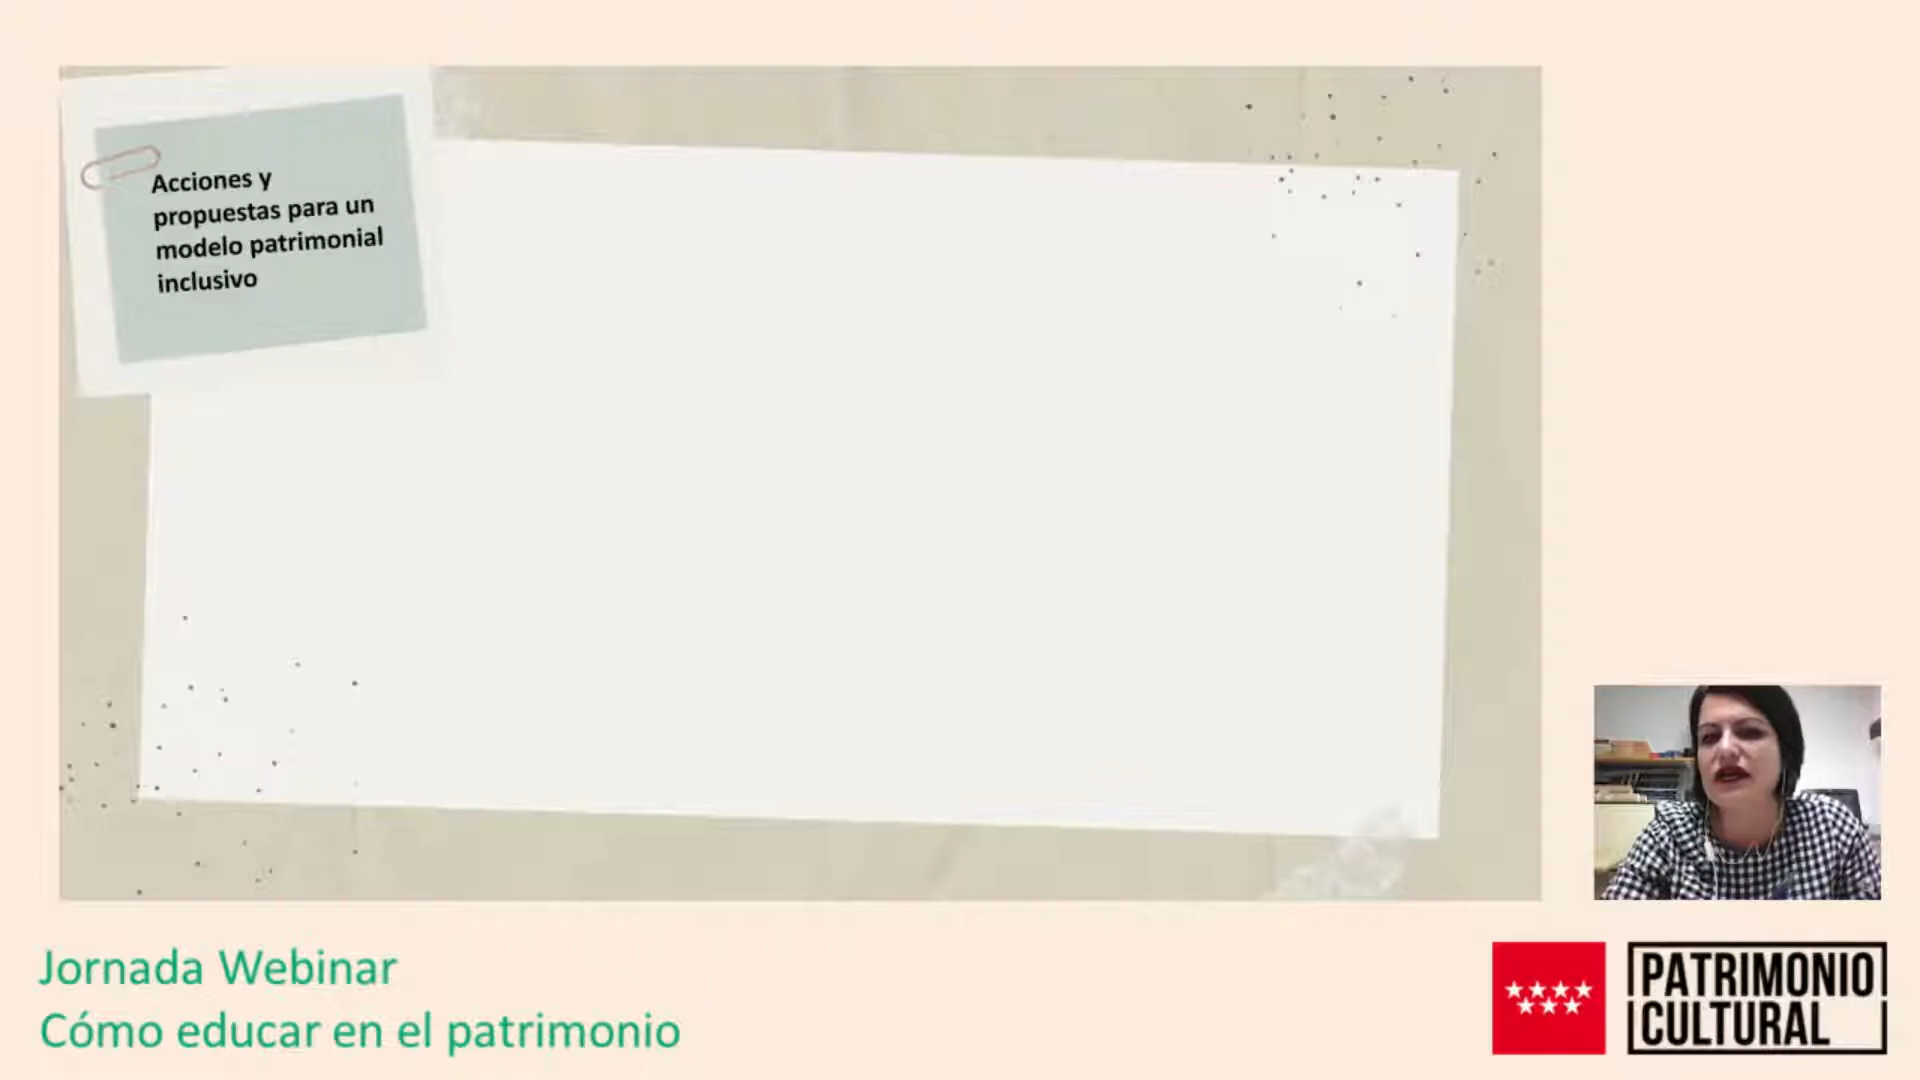 Acciones y
propuestas para un
modelo patrimonial
inclusivo
Jornada Webinar
Cómo educar en el patrimonio
PATRIMONIO
CULTURAL